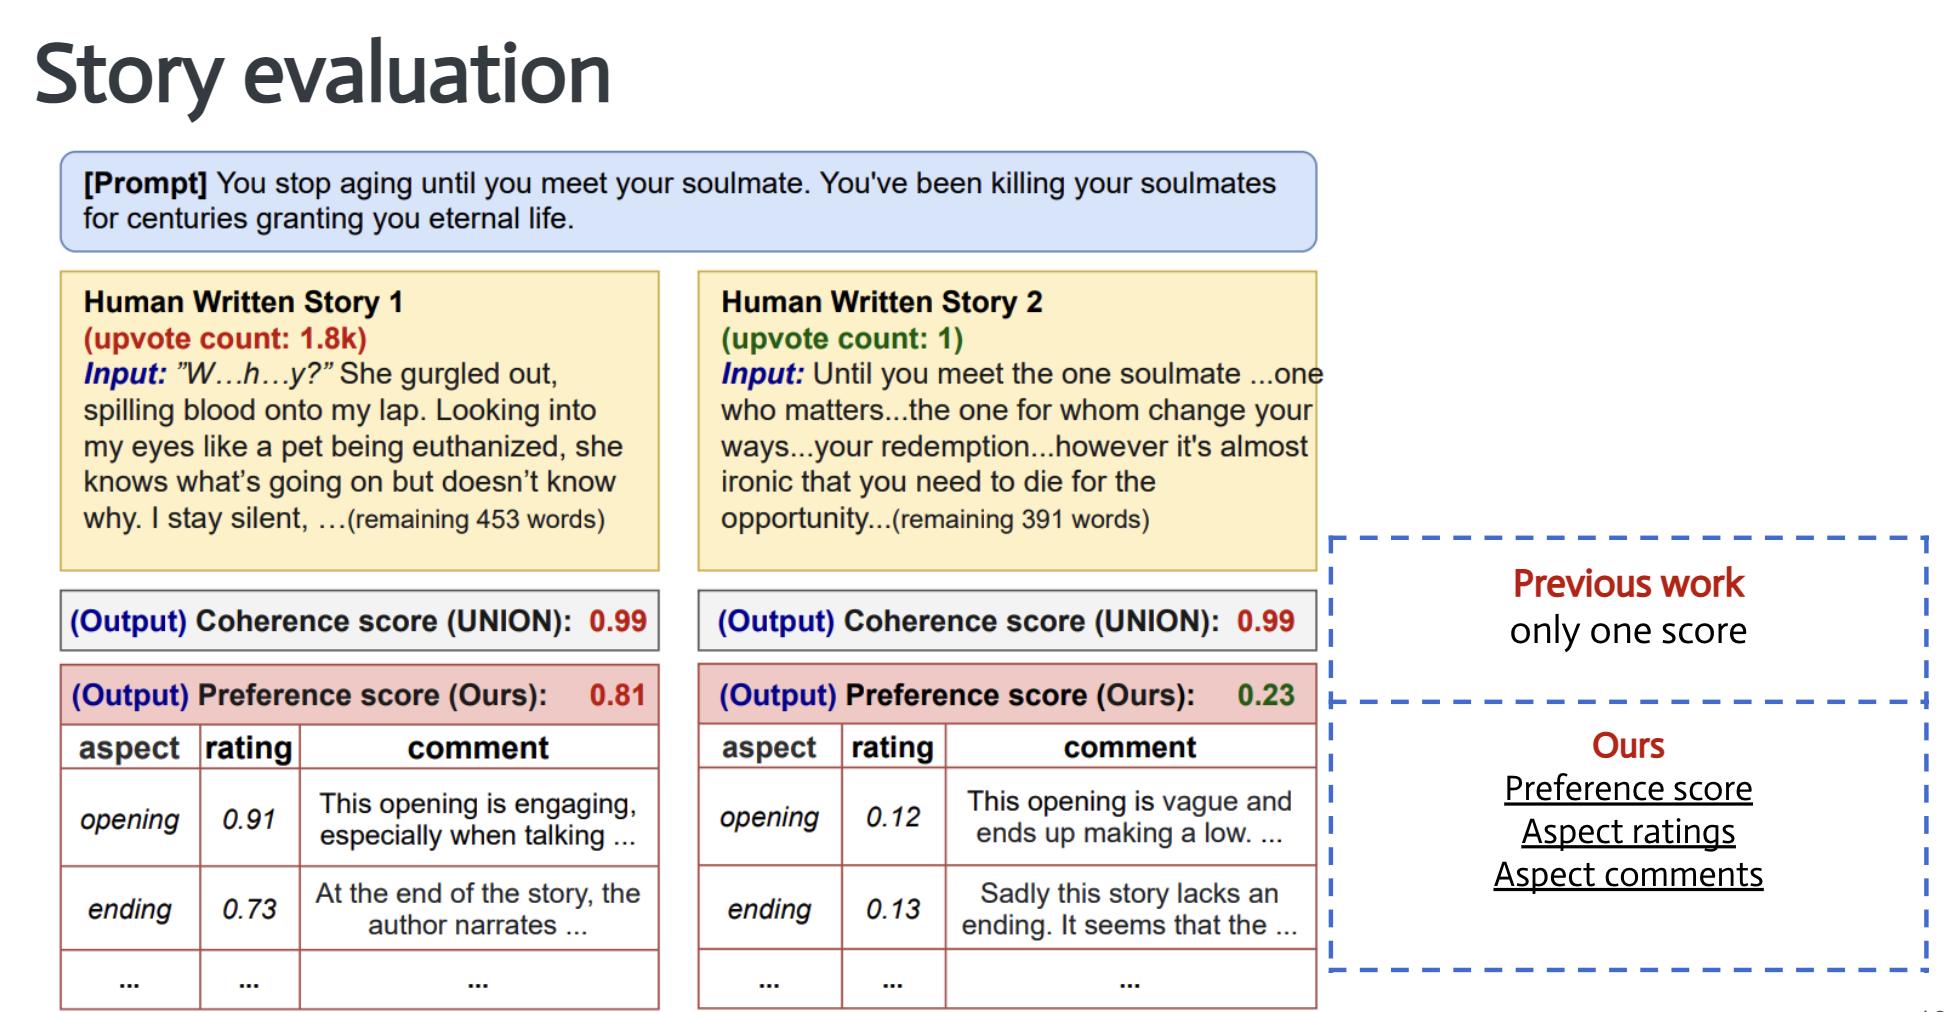 Story evaluation
[Prompt] You stop aging until you meet your soulmate. You've been killing your soulmates
for centuries granting you eternal life.
Human Written Story 1
(upvote count: 1.8k)
Input: ”W…h…y?” She gurgled out,
spilling blood onto my lap. Looking into
my eyes like a pet being euthanized, she
knows what’s going on but doesn’t know
why. I stay silent, …(remaining 453 words)
Human Written Story 2
(upvote count: 1)
Input: Until you meet the one soulmate ...one
who matters...the one for whom change your
ways...your redemption...however it's almost
ironic that you need to die for the
opportunity...(remaining 391 words)
(Output) Coherence score (UNION): 0.99
(Output) Coherence score (UNION): 0.99
(Output) Preference score (Ours): 0.81
aspect rating comment
opening 0.91 This opening is engaging,
especially when talking ...
ending 0.73 At the end of the story, the
author narrates ...
... ... ...
(Output) Preference score (Ours): 0.23
aspect rating comment
opening 0.12 This opening is vague and
ends up making a low. ...
ending 0.13 Sadly this story lacks an
ending. It seems that the ...
... ... ...
Previous work
only one score
Ours
Preference score
Aspect ratings
Aspect comments